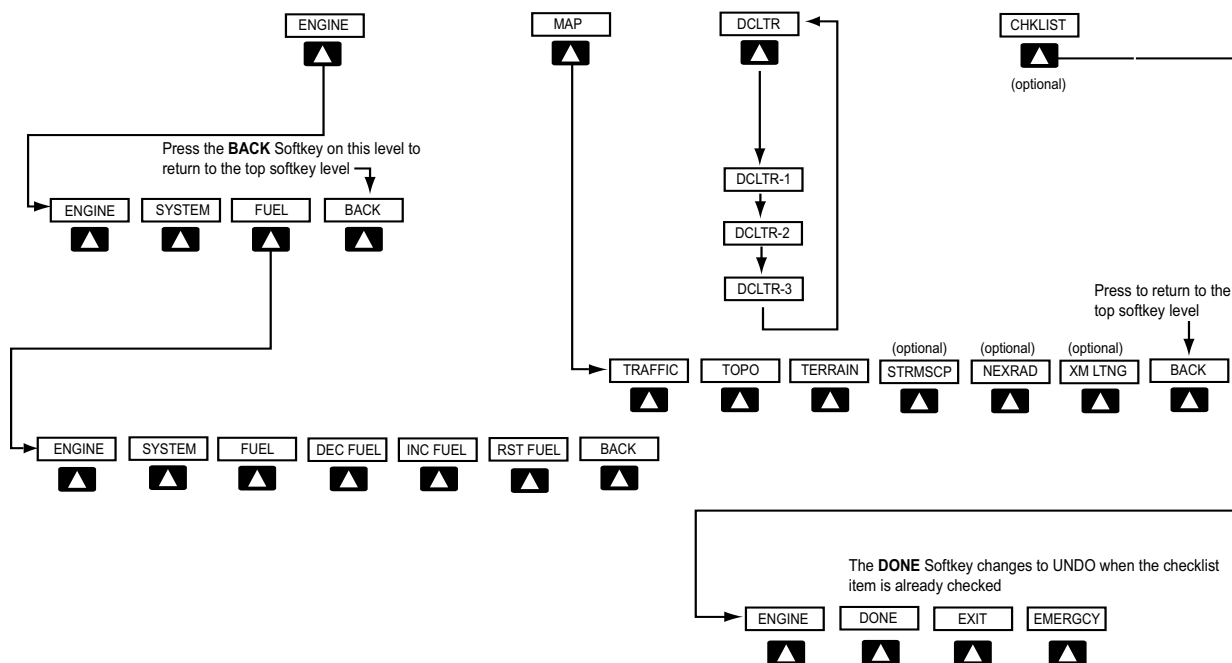 ENGINE
MAP
DCLTR
CHKLIST
(optional)
Press the BACK Softkey on this level to
return to the top softkey level
ENGINE
SYSTEM
FUEL
BACK
DCLTR-1
DCLTR-2
DCLTR-3
Press to return to the
top softkey level
(optional)
(optional)
(optional)
TRAFFIC
TOPO
TERRAIN
STRMSCP
NEXRAD
XM LTNG
BACK
ENGINE
SYSTEM
FUEL
DEC FUEL
INC FUEL
RST FUEL
BACK
The DONE Softkey changes to UNDO when the checklist
item is already checked
ENGINE
DONE
EXIT
EMERGCY